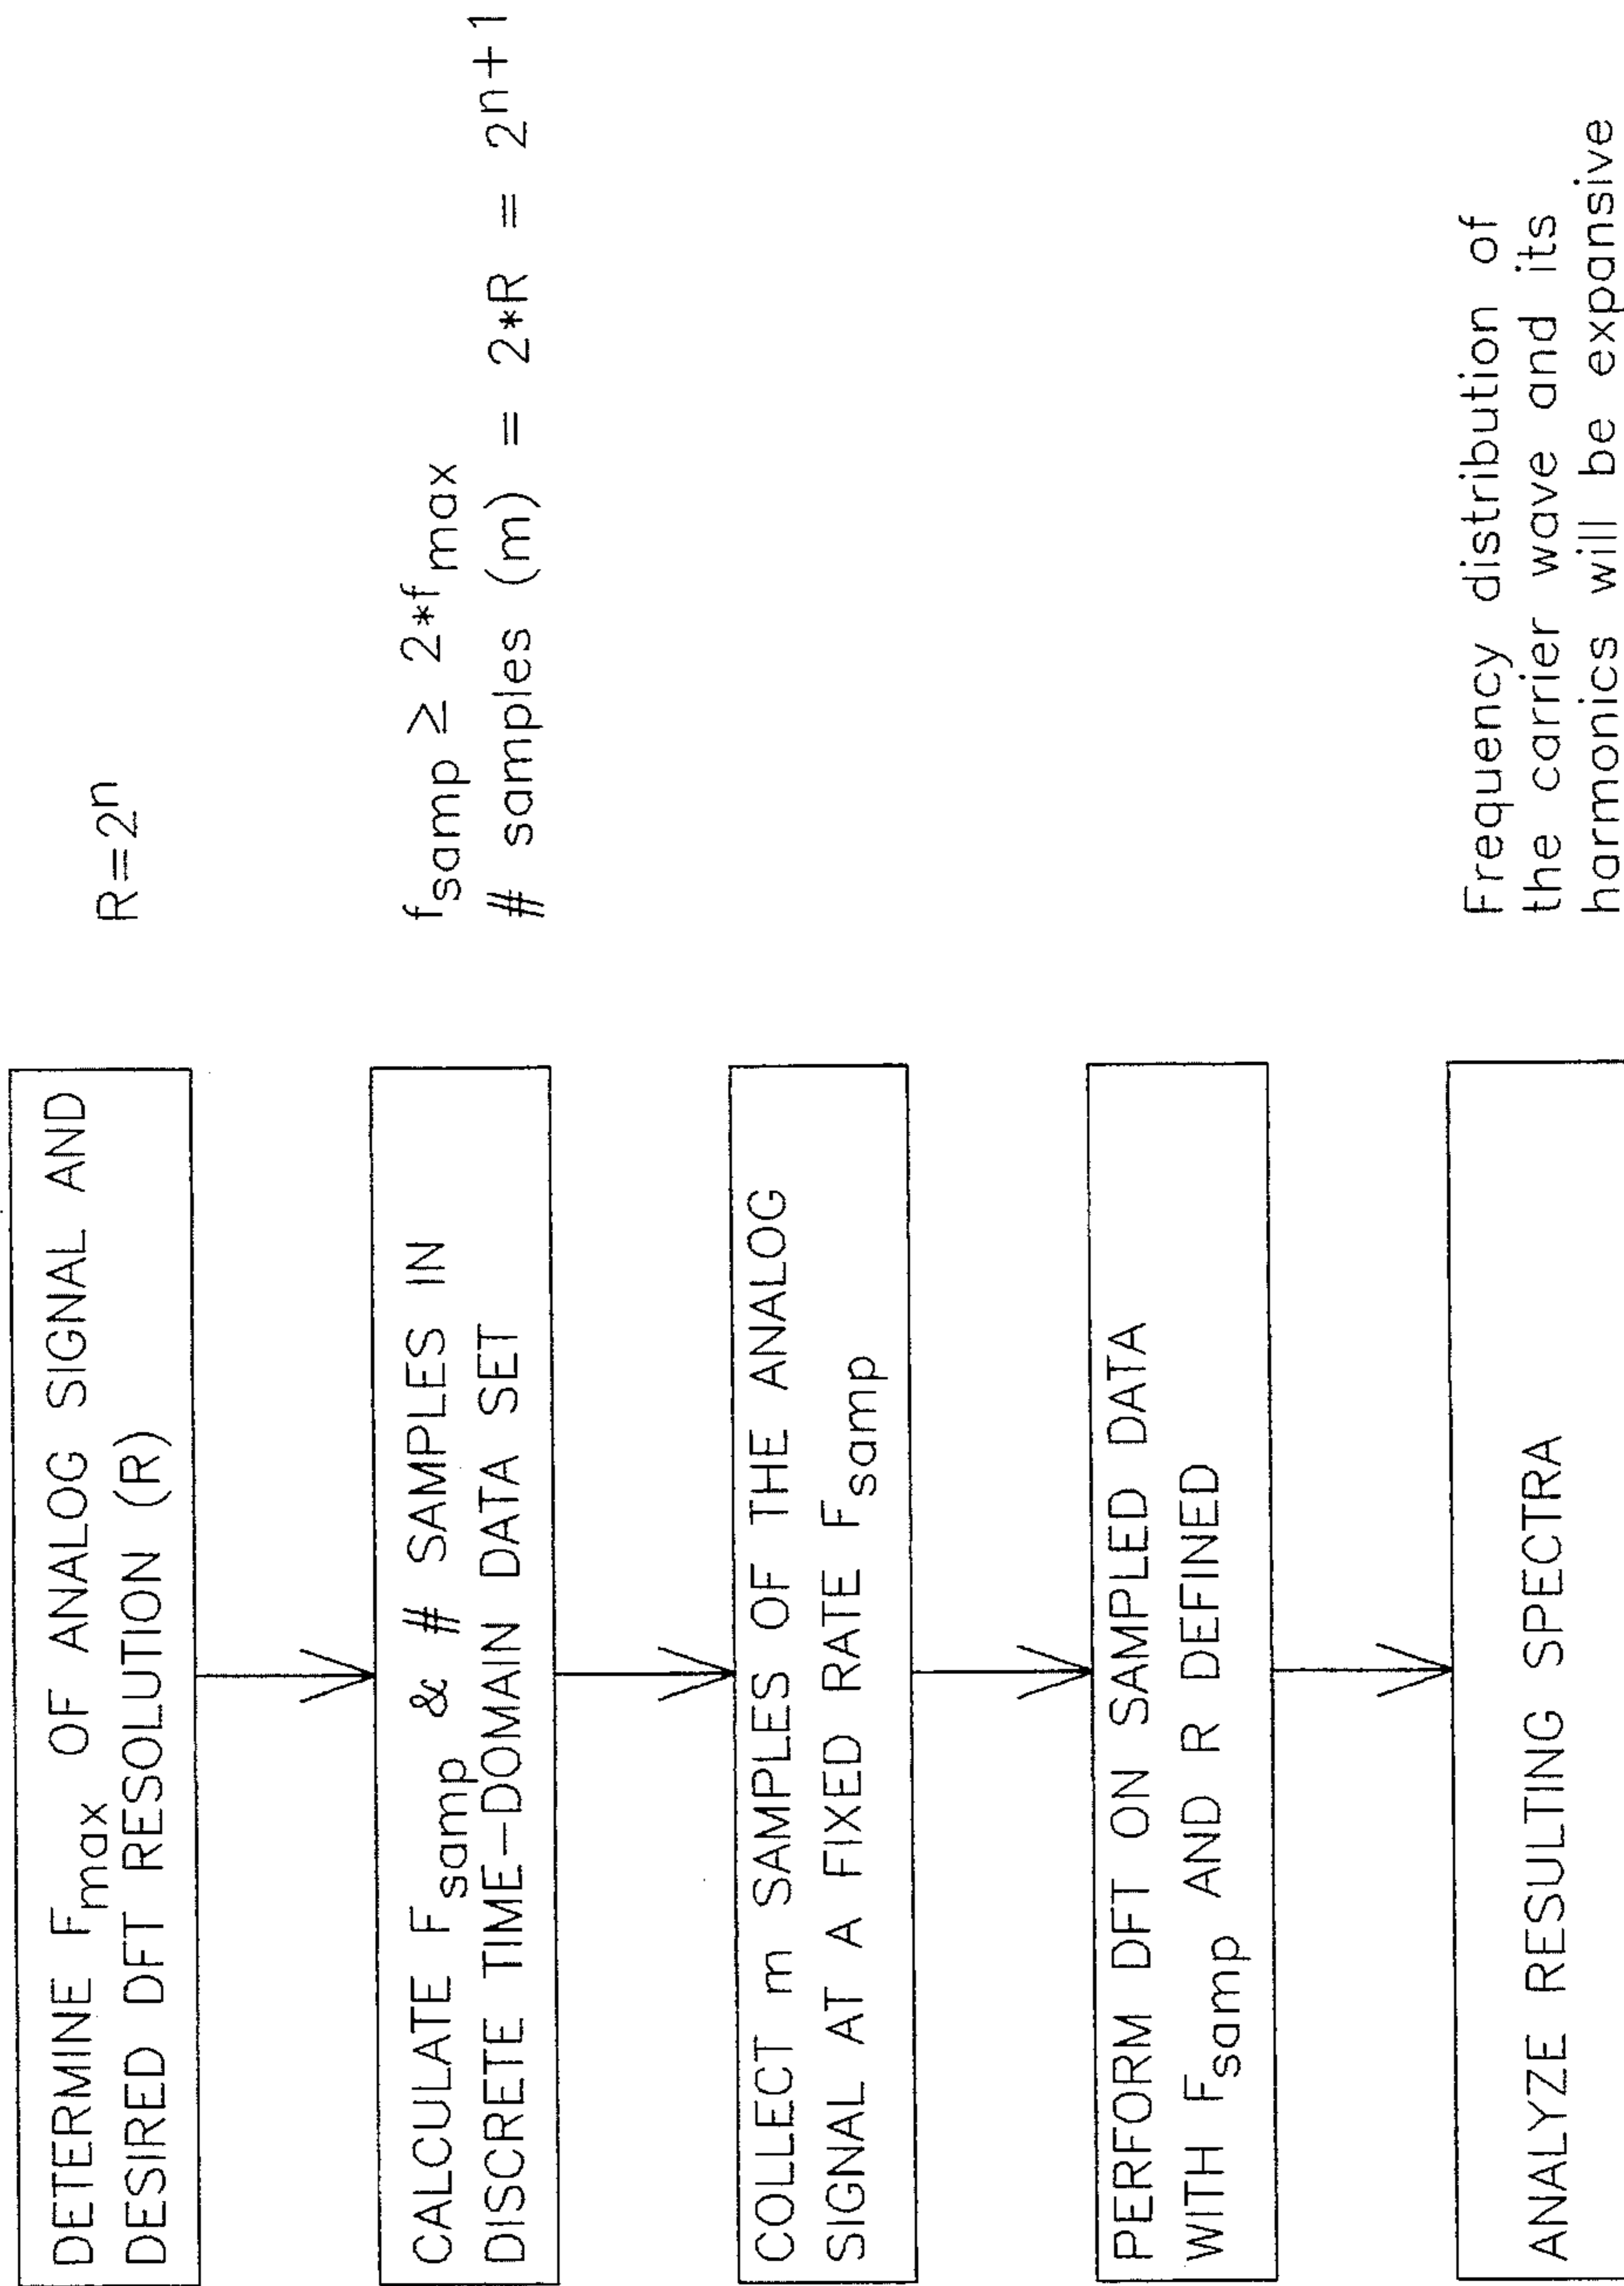 DETERMINE Fmax OF ANALOG SIGNAL AND
DESIRED DFT RESOLUTION (R)
R=2^n
CALCULATE Fsamp & # SAMPLES IN
DISCRETE TIME-DOMAIN DATA SET
fsamp ≥ 2*fmax
# samples (m) = 2*R = 2^n+1
COLLECT m SAMPLES OF THE ANALOG
SIGNAL AT A FIXED RATE Fsamp
PERFORM DFT ON SAMPLED DATA
WITH Fsamp AND R DEFINED
ANALYZE RESULTING SPECTRA
Frequency distribution of
the carrier wave and its
harmonics will be expansive